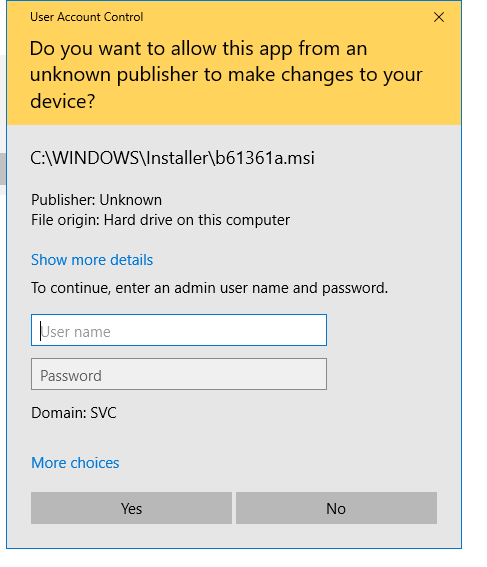 User Account Control
Do you want to allow this app from an
unknown publisher to make changes to your
device?
C:\WINDOWS\Installer\b61361a.msi
Publisher: Unknown
File origin: Hard drive on this computer
Show more details
To continue, enter an admin user name and password.
User name
Password
Domain: SVC
More choices
Yes
No